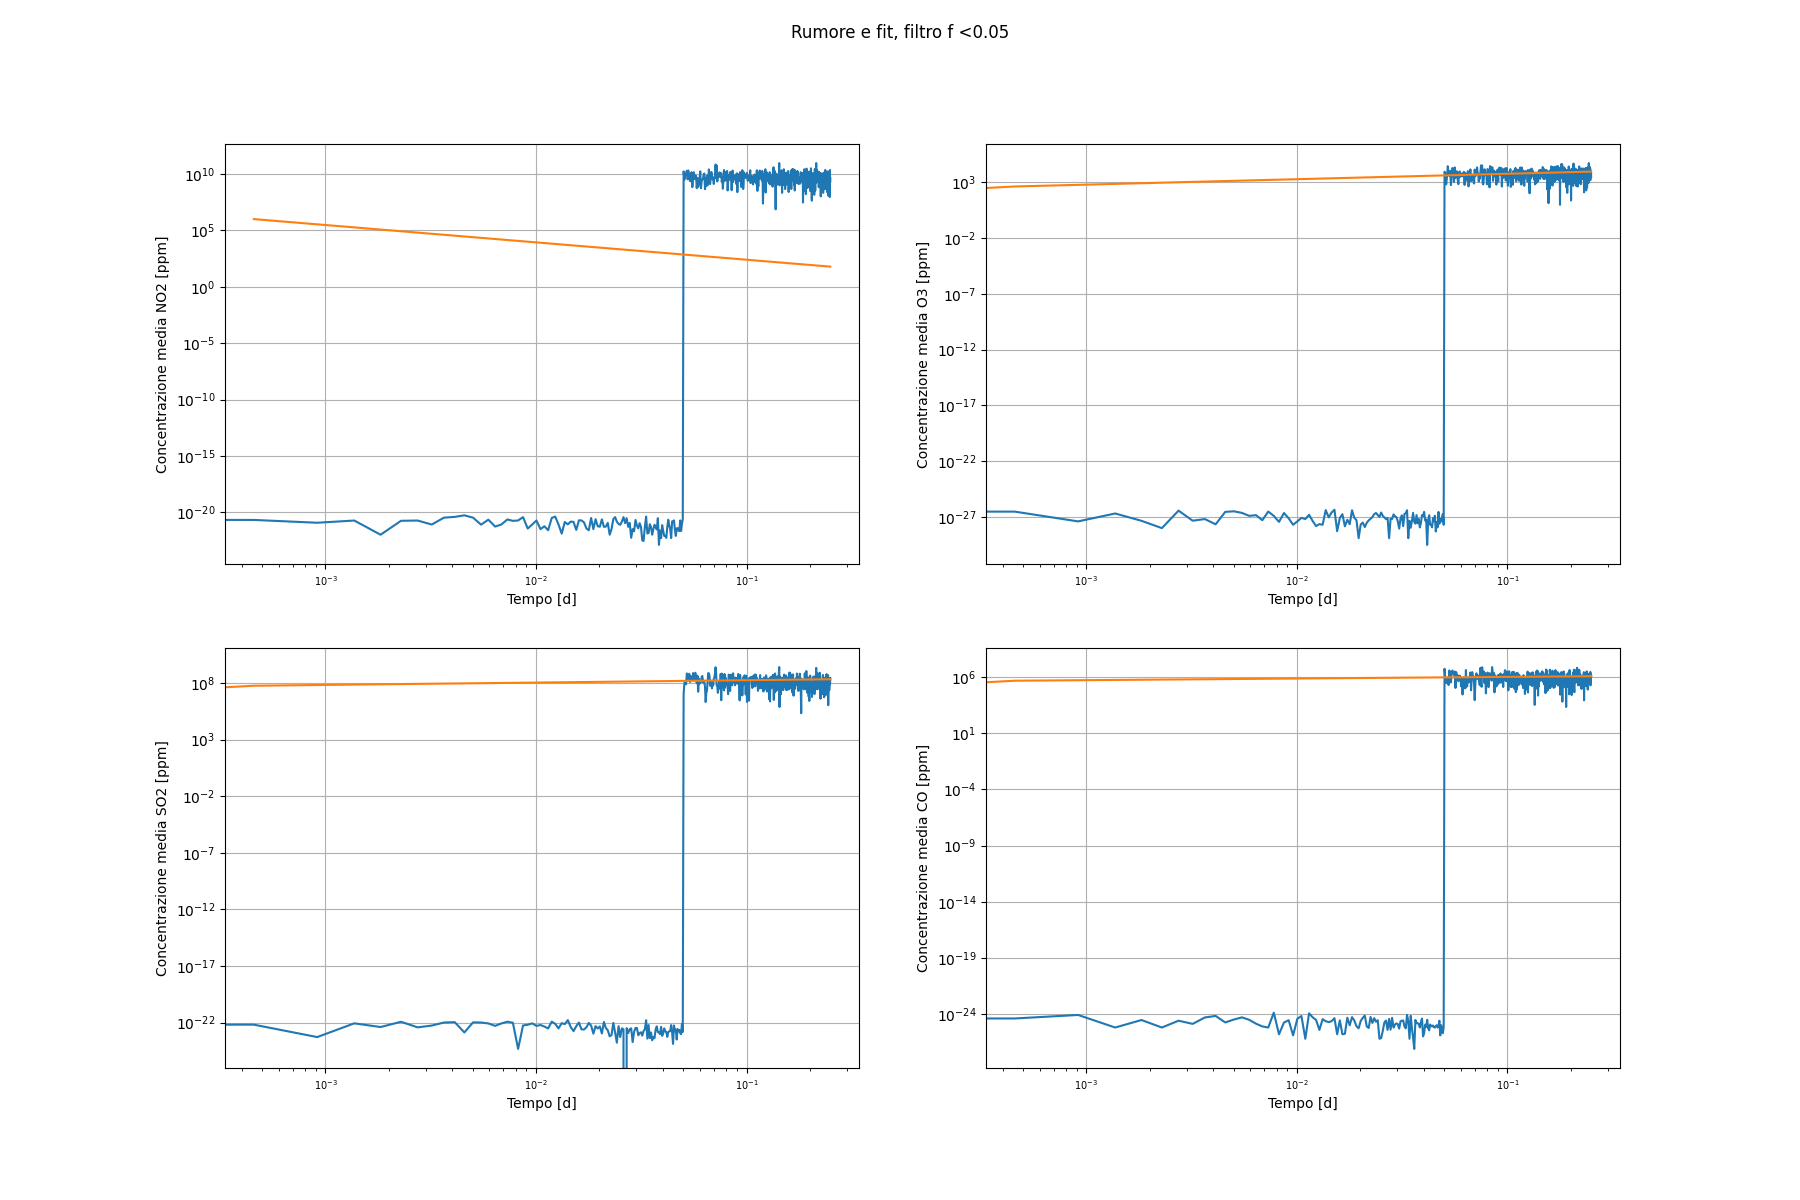 Rumore e fit, filtro f <0.05
Concentrazione media NO2 [ppm]
10^10
10^5
10^0
10^−5
10^−10
10^−15
10^−20
10^−3 10^−2 10^−1
Tempo [d]
Concentrazione media O3 [ppm]
10^3
10^−2
10^−7
10^−12
10^−17
10^−22
10^−27
10^−3 10^−2 10^−1
Tempo [d]
Concentrazione media SO2 [ppm]
10^8
10^3
10^−2
10^−7
10^−12
10^−17
10^−22
10^−3 10^−2 10^−1
Tempo [d]
Concentrazione media CO [ppm]
10^6
10^1
10^−4
10^−9
10^−14
10^−19
10^−24
10^−3 10^−2 10^−1
Tempo [d]